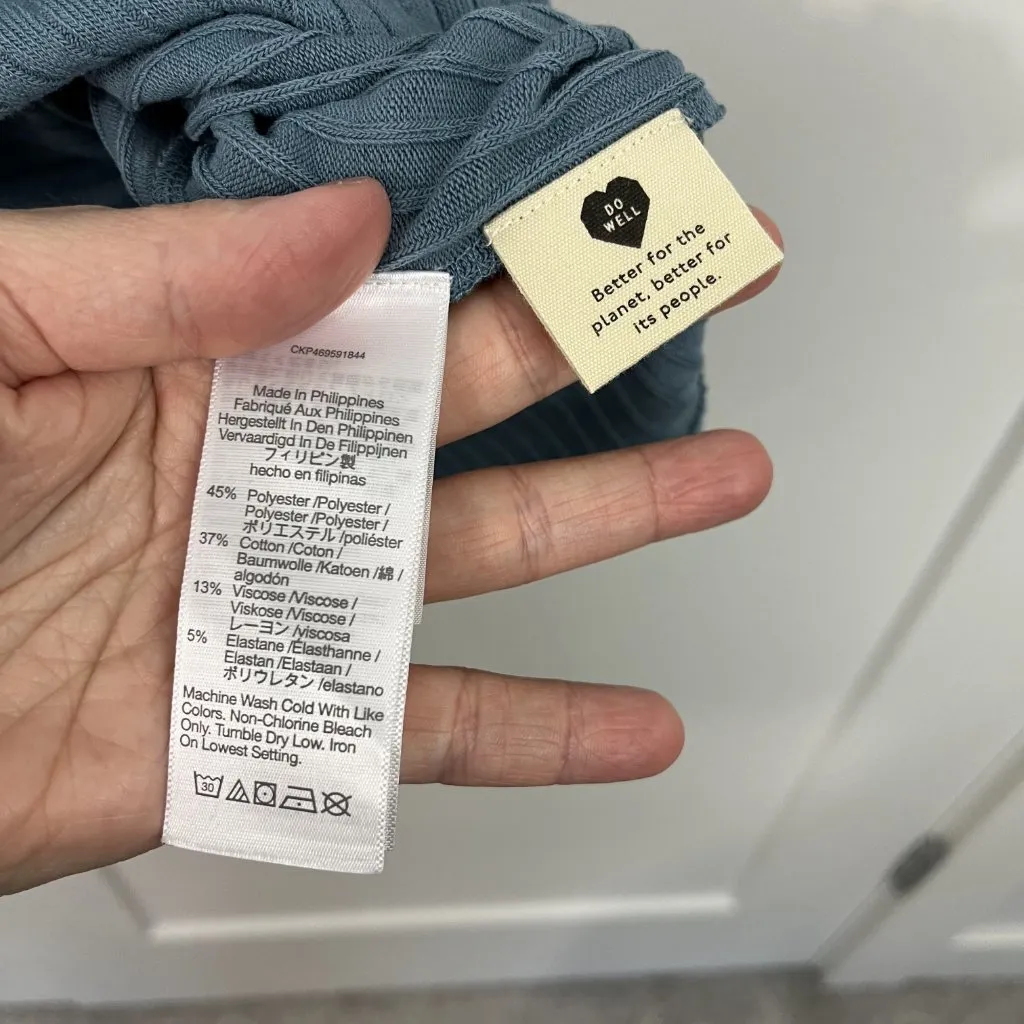 DO
WELL
Better for the
planet, better for
its people.
CKP469591844
Made In Philippines
Fabriqué Aux Philippines
Hergestellt In Den Philippinen
Vervaardigd In De Filippijnen
フィリピン製
hecho en filipinas
45% Polyester /Polyester /
Polyester /Polyester /
ポリエステル /poliéster
37% Cotton /Coton /
Baumwolle /Katoen /綿 /
algodón
13% Viscose /Viscose /
Viskose /Viscose /
レーヨン /viscosa
5% Elastane /Élasthanne /
Elastan /Elastaan /
ポリウレタン /elastano
Machine Wash Cold With Like
Colors. Non-Chlorine Bleach
Only. Tumble Dry Low. Iron
On Lowest Setting.
30